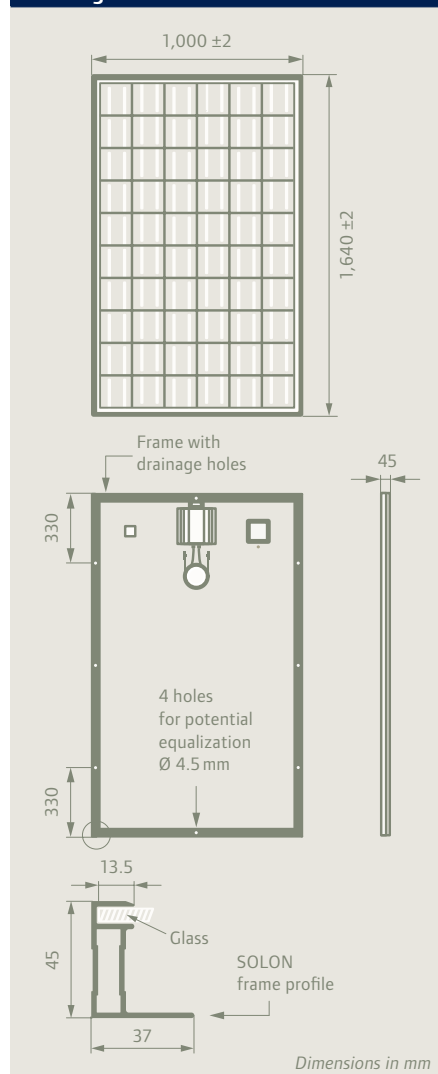 1,000 ±2
1,640 ±2
Frame with
drainage holes
45
330
4 holes
for potential
equalization
Ø 4.5 mm
330
13.5
Glass
45
SOLON
frame profile
37
Dimensions in mm